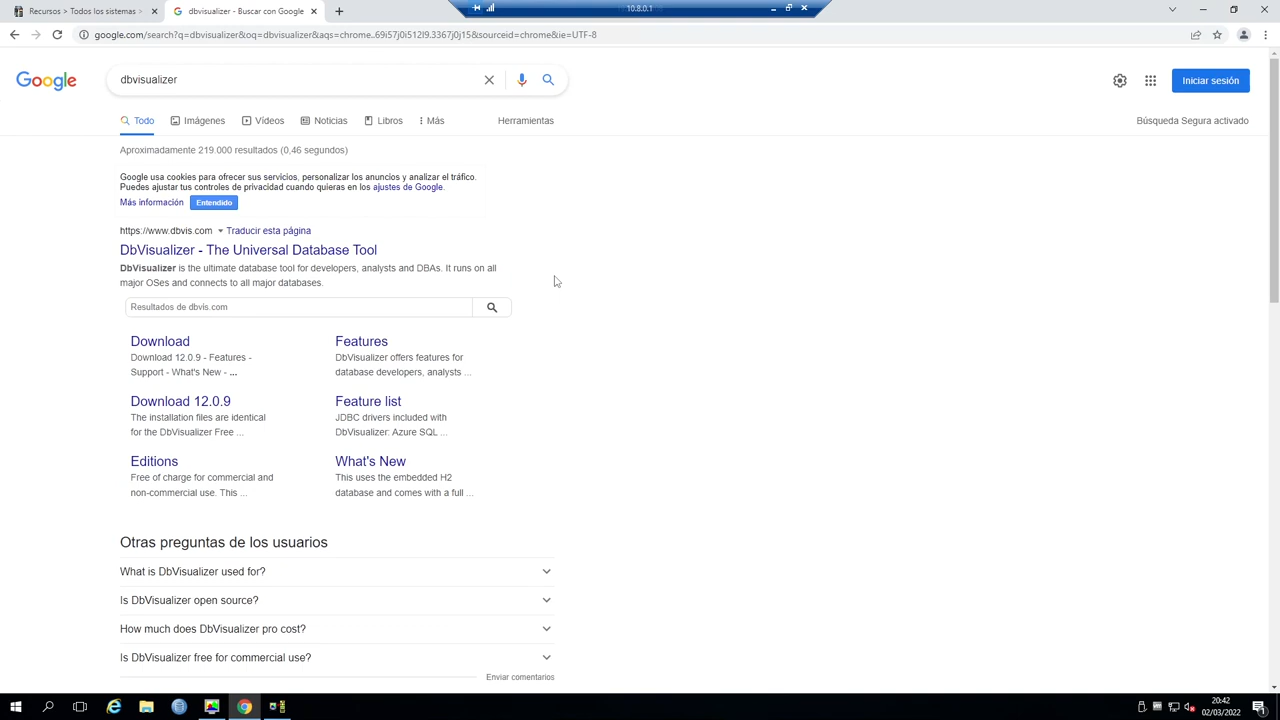 Recursos > Todos los sistemas >
dbvisualizer - Buscar con Google
10.8.0.1
google.com/search?q=dbvisualizer&oq=dbvisualizer&aqs=chrome..69i57j0i512l9.3367j0j15&sourceid=chrome&ie=UTF-8
Google
dbvisualizer
Iniciar sesión
Todo
Imágenes
Vídeos
Noticias
Libros
Más
Herramientas
Búsqueda Segura activado
Aproximadamente 219.000 resultados (0,46 segundos)
Google usa cookies para ofrecer sus servicios, personalizar los anuncios y analizar el tráfico.
Puedes ajustar tus controles de privacidad cuando quieras en los ajustes de Google.
Más información Entendido
https://www.dbvis.com Traducir esta página
DbVisualizer - The Universal Database Tool
DbVisualizer is the ultimate database tool for developers, analysts and DBAs. It runs on all
major OSes and connects to all major databases.
Resultados de dbvis.com
Download
Download 12.0.9 - Features -
Support - What's New - ...
Features
DbVisualizer offers features for
database developers, analysts ...
Download 12.0.9
The installation files are identical
for the DbVisualizer Free ...
Feature list
JDBC drivers included with
DbVisualizer: Azure SQL ...
Editions
Free of charge for commercial and
non-commercial use. This ...
What's New
This uses the embedded H2
database and comes with a full ...
Otras preguntas de los usuarios
What is DbVisualizer used for?
Is DbVisualizer open source?
How much does DbVisualizer pro cost?
Is DbVisualizer free for commercial use?
Enviar comentarios
20:42
02/03/2022